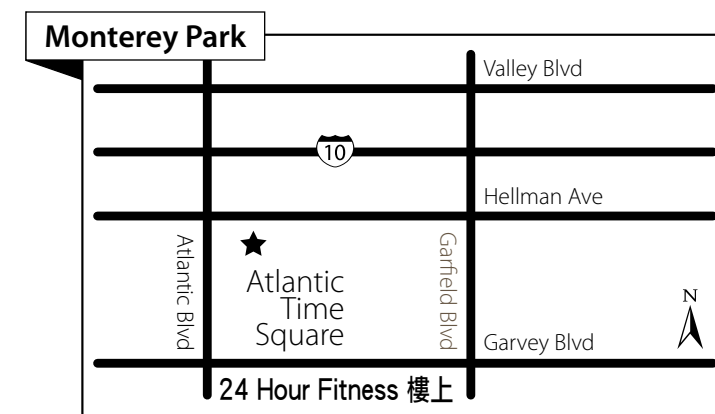 Monterey Park
Valley Blvd
10
Hellman Ave
Atlantic Blvd
Atlantic
Time
Square
Garfield Blvd
N
Garvey Blvd
24 Hour Fitness 樓上